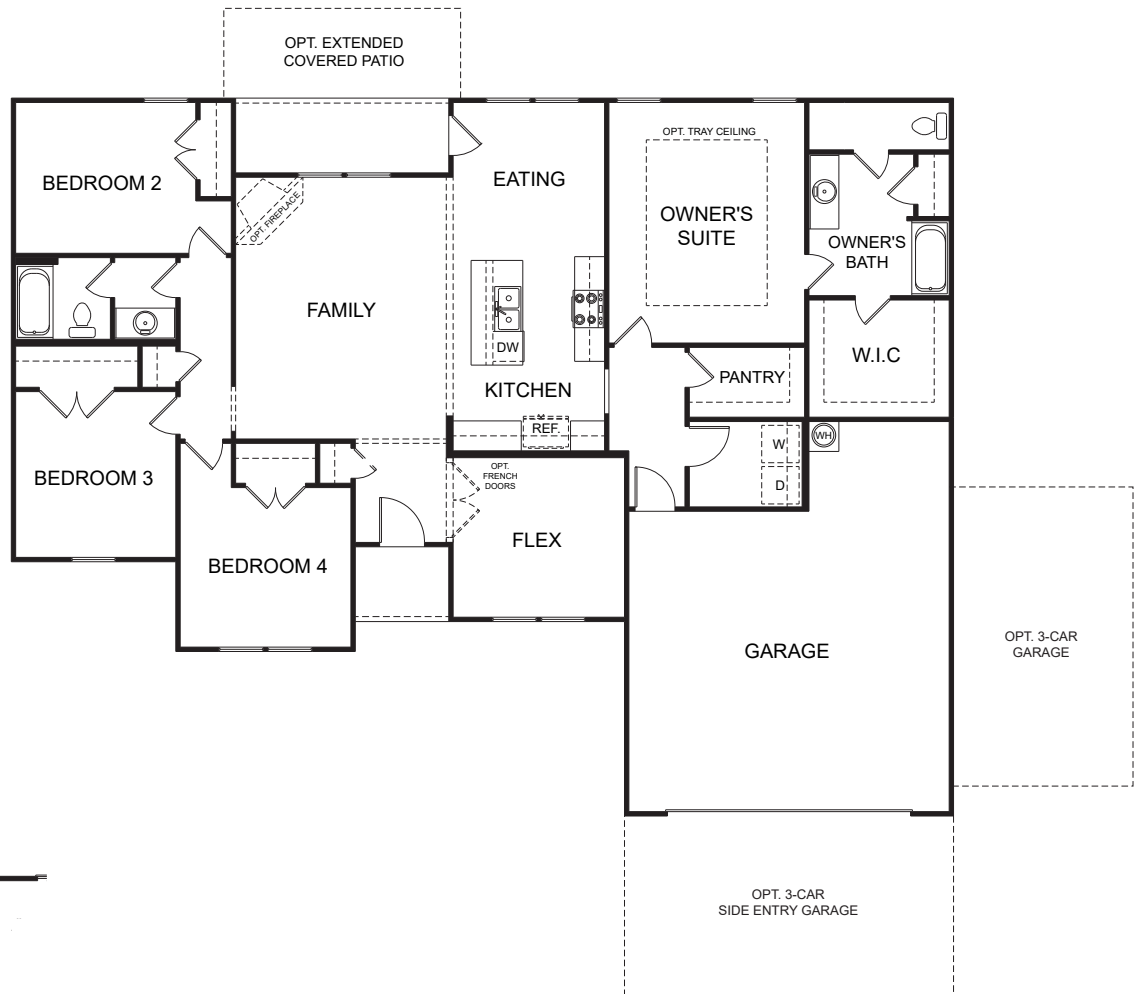 OPT. EXTENDED
COVERED PATIO
OPT. TRAY CEILING
BEDROOM 2
EATING
OPT. FIREPLACE
OWNER'S
SUITE
OWNER'S
BATH
FAMILY
DW
W.I.C
PANTRY
KITCHEN
REF.
WH
W
D
BEDROOM 3
OPT.
FRENCH
DOORS
FLEX
BEDROOM 4
GARAGE
OPT. 3-CAR
GARAGE
OPT. 3-CAR
SIDE ENTRY GARAGE